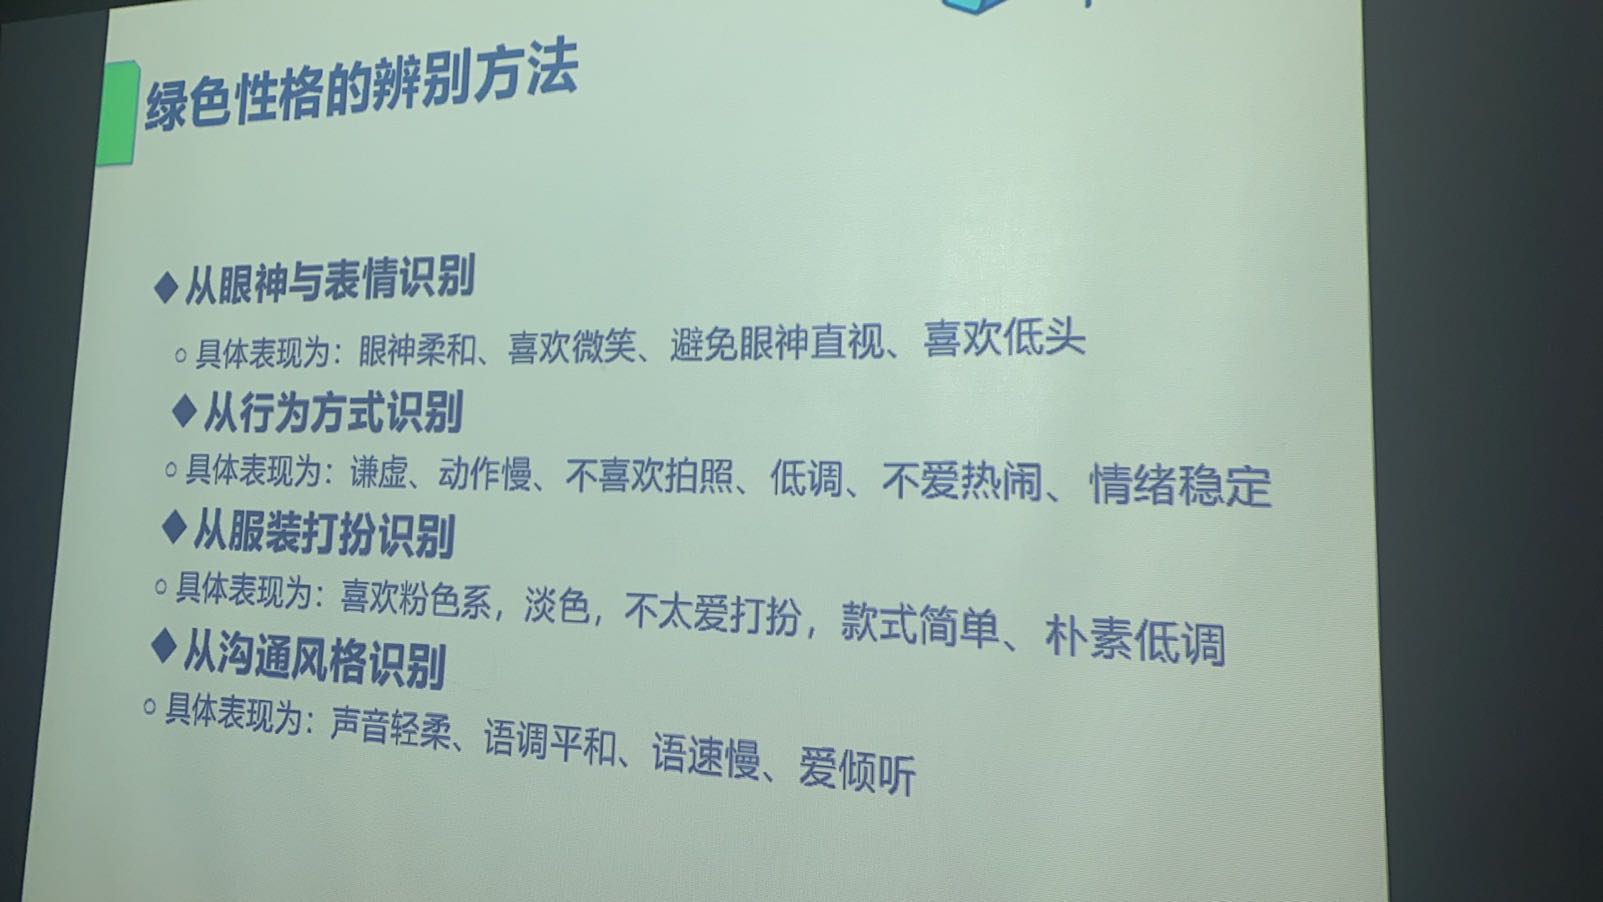 绿色性格的辨别方法
◆从眼神与表情识别
○ 具体表现为：眼神柔和、喜欢微笑、避免眼神直视、喜欢低头
◆从行为方式识别
○ 具体表现为：谦虚、动作慢、不喜欢拍照、低调、不爱热闹、情绪稳定
◆从服装打扮识别
○ 具体表现为：喜欢粉色系，淡色，不太爱打扮，款式简单、朴素低调
◆从沟通风格识别
○ 具体表现为：声音轻柔、语调平和、语速慢、爱倾听